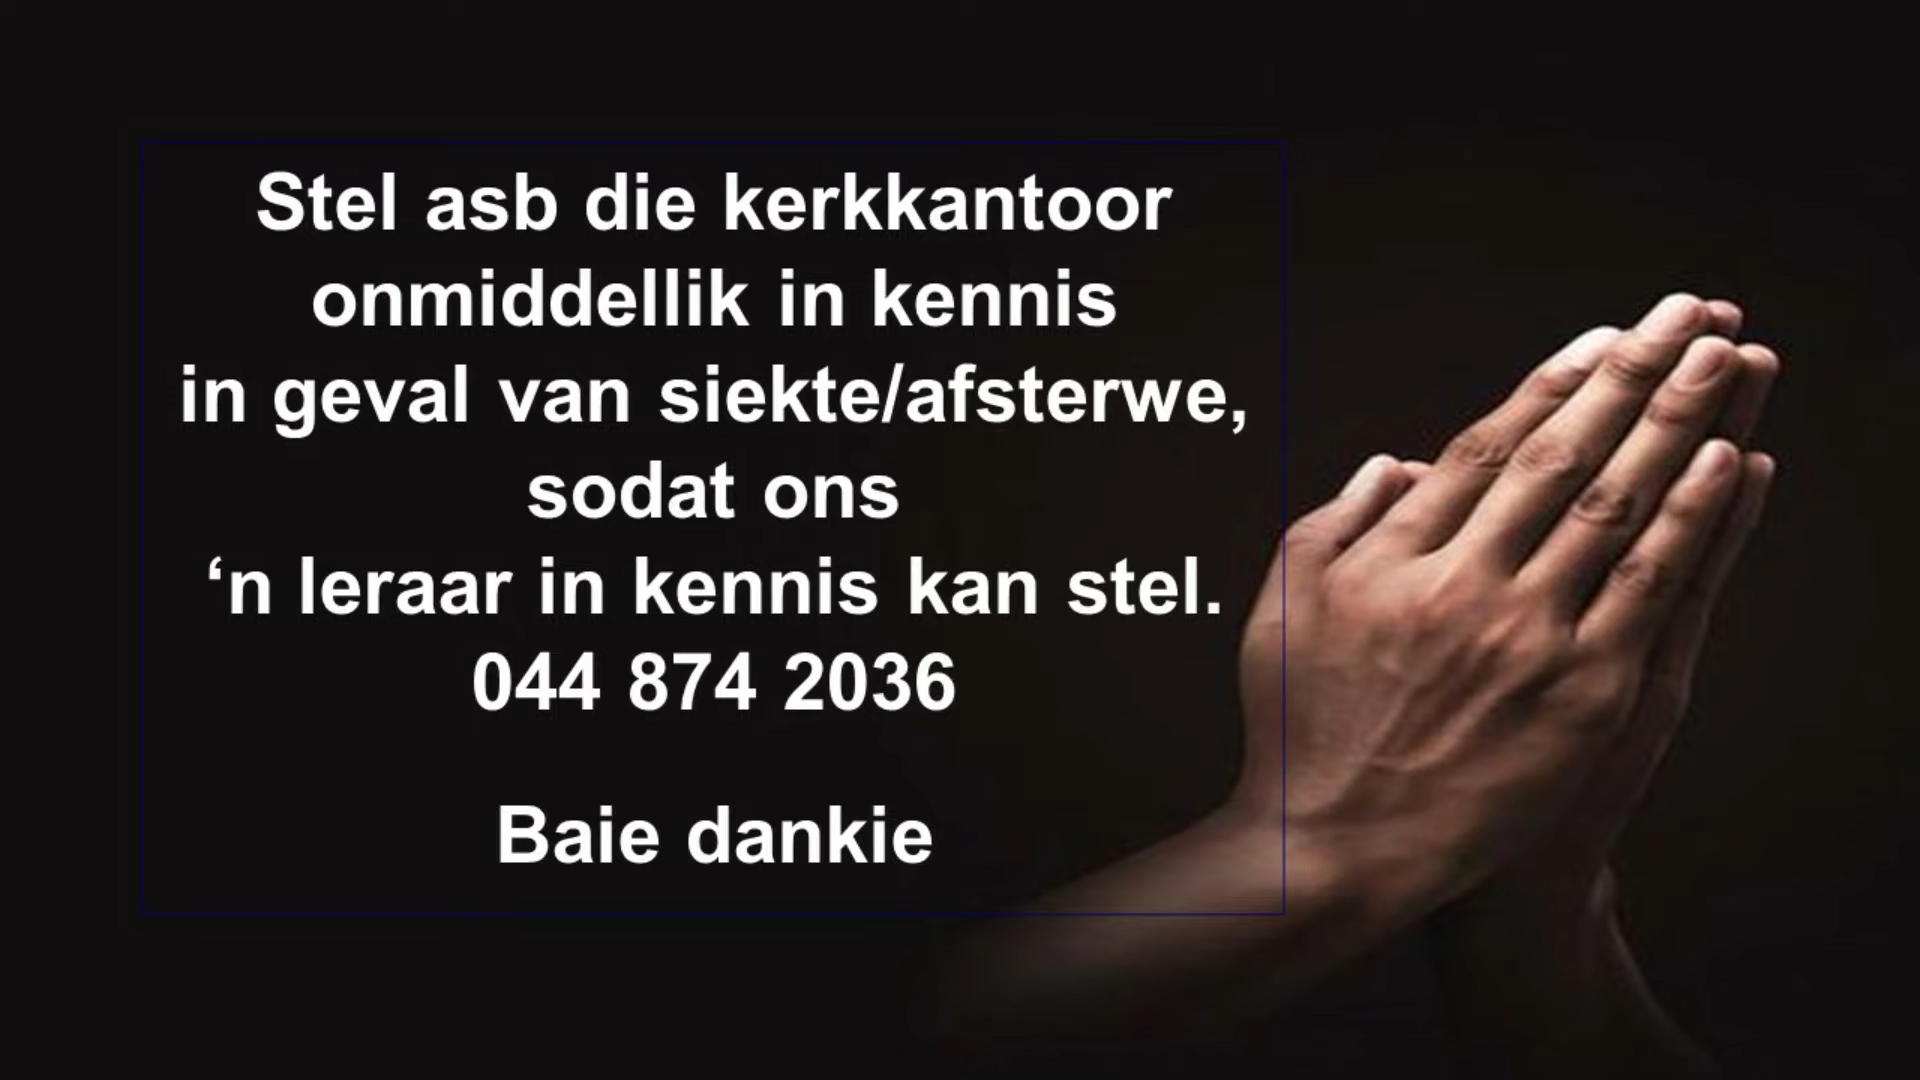 Stel asb die kerkkantoor
onmiddellik in kennis
in geval van siekte/afsterwe,
sodat ons
‘n leraar in kennis kan stel.
044 874 2036
Baie dankie